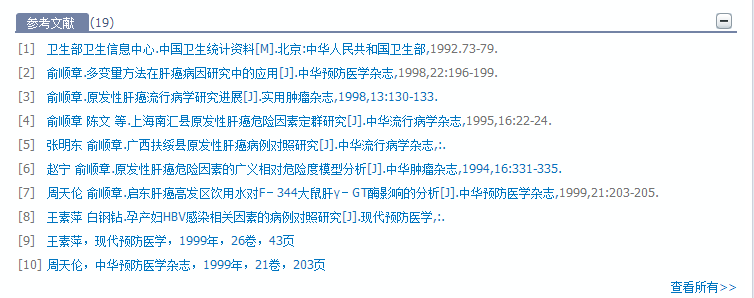 参考文献 (19)
[1] 卫生部卫生信息中心.中国卫生统计资料[M].北京:中华人民共和国卫生部,1992.73-79.
[2] 俞顺章.多变量方法在肝癌病因研究中的应用[J].中华预防医学杂志,1998,22:196-199.
[3] 俞顺章.原发性肝癌流行病学研究进展[J].实用肿瘤杂志,1998,13:130-133.
[4] 俞顺章 陈文 等.上海南汇县原发性肝癌危险因素定群研究[J].中华流行病学杂志,1995,16:22-24.
[5] 张明东 俞顺章.广西扶绥县原发性肝癌病例对照研究[J].中华流行病学杂志,:.
[6] 赵宁 俞顺章.原发性肝癌危险因素的广义相对危险度模型分析[J].中华肿瘤杂志,1994,16:331-335.
[7] 周天伦 俞顺章.启东肝癌高发区饮用水对F－344大鼠肝γ－GT酶影响的分析[J].中华预防医学杂志,1999,21:203-205.
[8] 王素萍 白钢钻.孕产妇HBV感染相关因素的病例对照研究[J].现代预防医学,:.
[9] 王素萍，现代预防医学，1999年，26卷，43页
[10] 周天伦，中华预防医学杂志，1999年，21卷，203页
查看所有>>